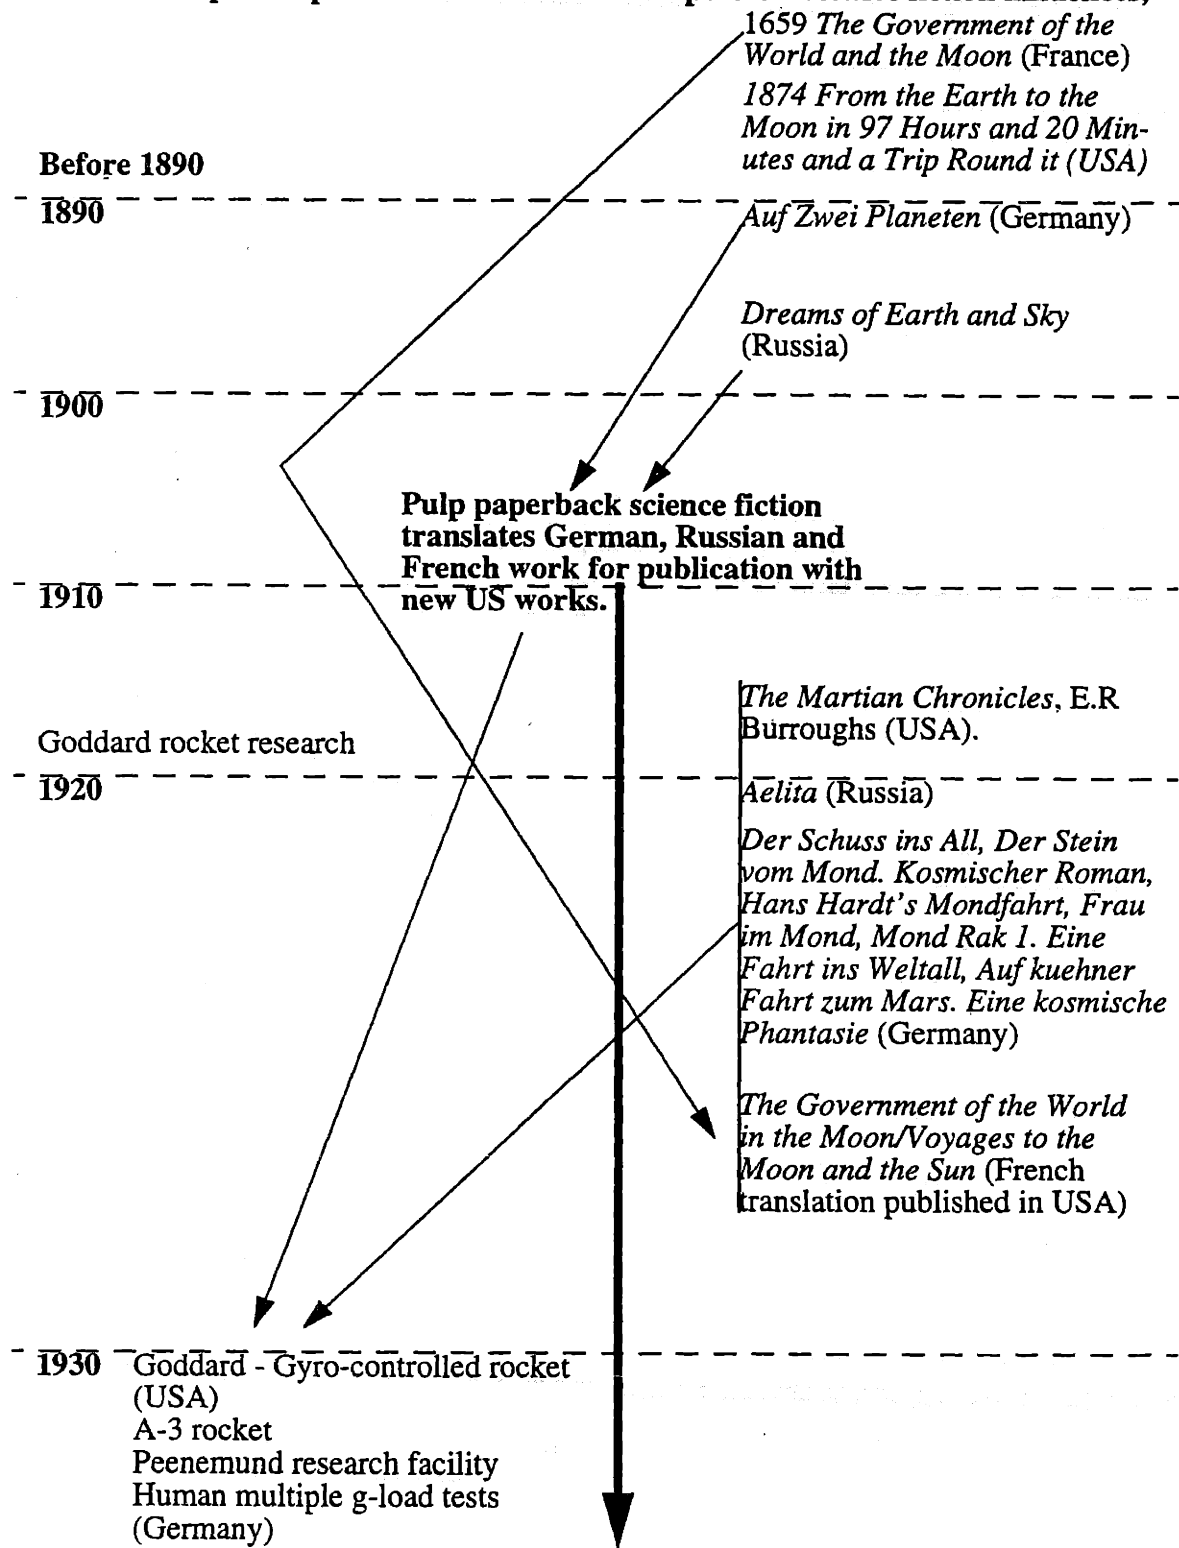 1659 The Government of the
World and the Moon (France)
1874 From the Earth to the
Moon in 97 Hours and 20 Min-
utes and a Trip Round it (USA)
Before 1890
1890
Auf Zwei Planeten (Germany)
Dreams of Earth and Sky
(Russia)
1900
Pulp paperback science fiction
translates German, Russian and
French work for publication with
new US works.
1910
The Martian Chronicles, E.R
Burroughs (USA).
Goddard rocket research
1920
Aelita (Russia)
Der Schuss ins All, Der Stein
vom Mond. Kosmischer Roman,
Hans Hardt's Mondfahrt, Frau
im Mond, Mond Rak 1. Eine
Fahrt ins Weltall, Auf kuehner
Fahrt zum Mars. Eine kosmische
Phantasie (Germany)
The Government of the World
in the Moon/Voyages to the
Moon and the Sun (French
translation published in USA)
1930 Goddard - Gyro-controlled rocket
(USA)
A-3 rocket
Peenemund research facility
Human multiple g-load tests
(Germany)